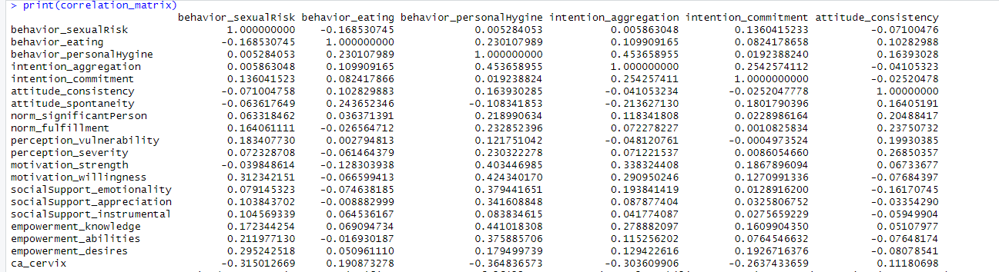 > print(correlation_matrix)
behavior_sexualRisk behavior_eating behavior_personalHygine intention_aggregation intention_commitment attitude_consistency
behavior_sexualRisk 1.000000000 -0.168530745 0.005284053 0.005863048 0.1360415233 -0.07100476
behavior_eating -0.168530745 1.000000000 0.230107989 0.109909165 0.0824178658 0.10282988
behavior_personalHygine 0.005284053 0.230107989 1.000000000 0.453658955 0.0192388240 0.16393028
intention_aggregation 0.005863048 0.109909165 0.453658955 1.000000000 0.2542574112 -0.04105323
intention_commitment 0.136041523 0.082417866 0.019238824 0.254257411 1.0000000000 -0.02520478
attitude_consistency -0.071004758 0.102829883 0.163930285 -0.041053234 -0.0252047778 1.00000000
attitude_spontaneity -0.063617649 0.243652346 -0.108341853 -0.213627130 0.1801790396 0.16405191
norm_significantPerson 0.063318462 0.036371391 0.218990634 0.118341808 0.0228986164 0.20488417
norm_fulfillment 0.164061111 -0.026564712 0.232852396 0.072278227 0.0010825834 0.23750732
perception_vulnerability 0.183407730 0.002794813 0.121751042 -0.048120761 -0.0004973524 0.19930385
perception_severity 0.072328708 -0.061464379 0.230322278 0.071221537 0.0086054660 0.26850357
motivation_strength -0.039848614 -0.128303938 0.403446985 0.338324408 0.1867896094 0.06733677
motivation_willingness 0.312342151 -0.066599413 0.424340170 0.290950246 0.1270991336 -0.07684397
socialSupport_emotionality 0.079145323 -0.074638185 0.379441651 0.193841419 0.0128916200 -0.16170745
socialSupport_appreciation 0.103843702 -0.008882999 0.341608848 0.087877404 0.0325806752 -0.03354290
socialSupport_instrumental 0.104569339 0.064536167 0.083834615 0.041774087 0.0275659229 -0.05949904
empowerment_knowledge 0.172344254 0.069094734 0.441018308 0.278882097 0.1609904350 0.05107977
empowerment_abilities 0.211977130 -0.016930187 0.375885706 0.115256202 0.0764546632 -0.07648174
empowerment_desires 0.295242518 0.050961110 0.179499739 0.129422616 0.1926716376 -0.08078541
ca_cervix -0.315012669 0.190873278 -0.364836573 -0.303609906 -0.2637433659 0.11180698